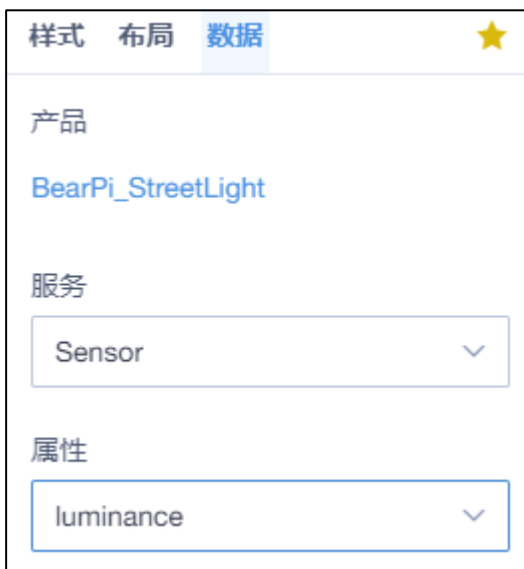 样式 布局 数据
产品
BearPi_StreetLight
服务
Sensor
属性
luminance